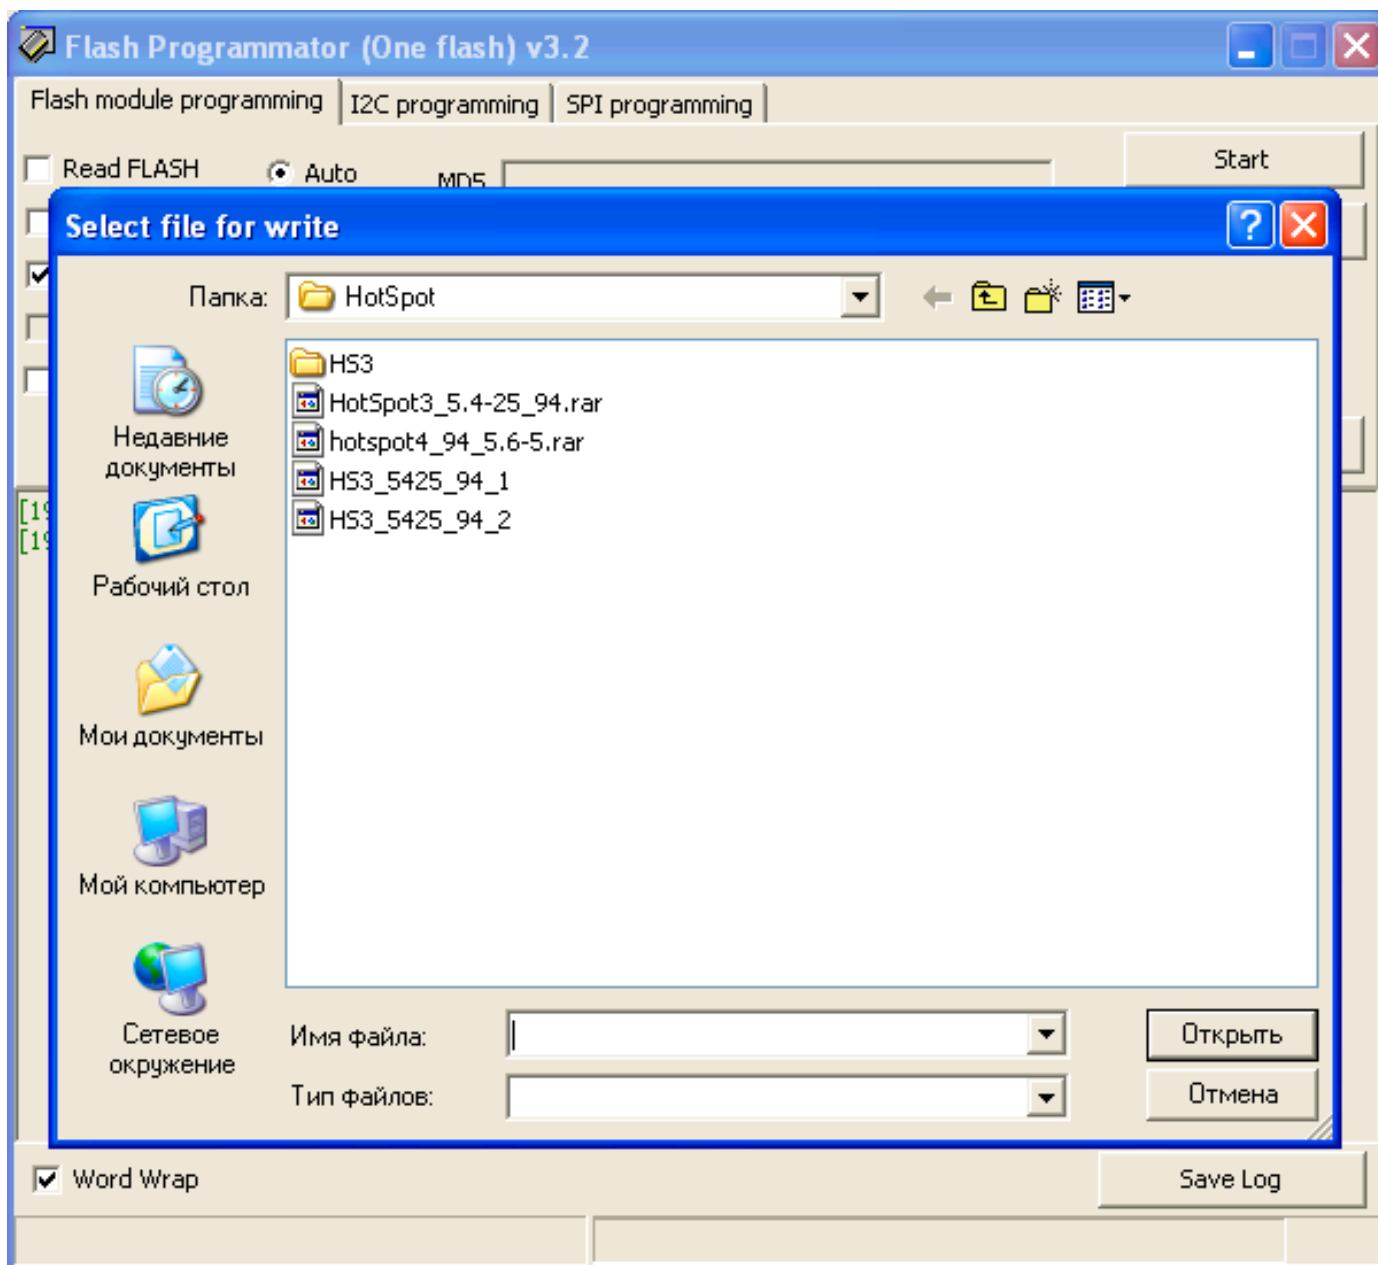 Flash Programmator (One flash) v3.2
Flash module programming I2C programming SPI programming
Read FLASH Auto MD5 Start
Select file for write
Папка: HotSpot
HS3
HotSpot3_5.4-25_94.rar
hotspot4_94_5.6-5.rar
HS3_5425_94_1
HS3_5425_94_2
Недавние
документы
Рабочий стол
Мои документы
Мой компьютер
Сетевое
окружение
Имя файла: Открыть
Тип файлов: Отмена
Word Wrap Save Log